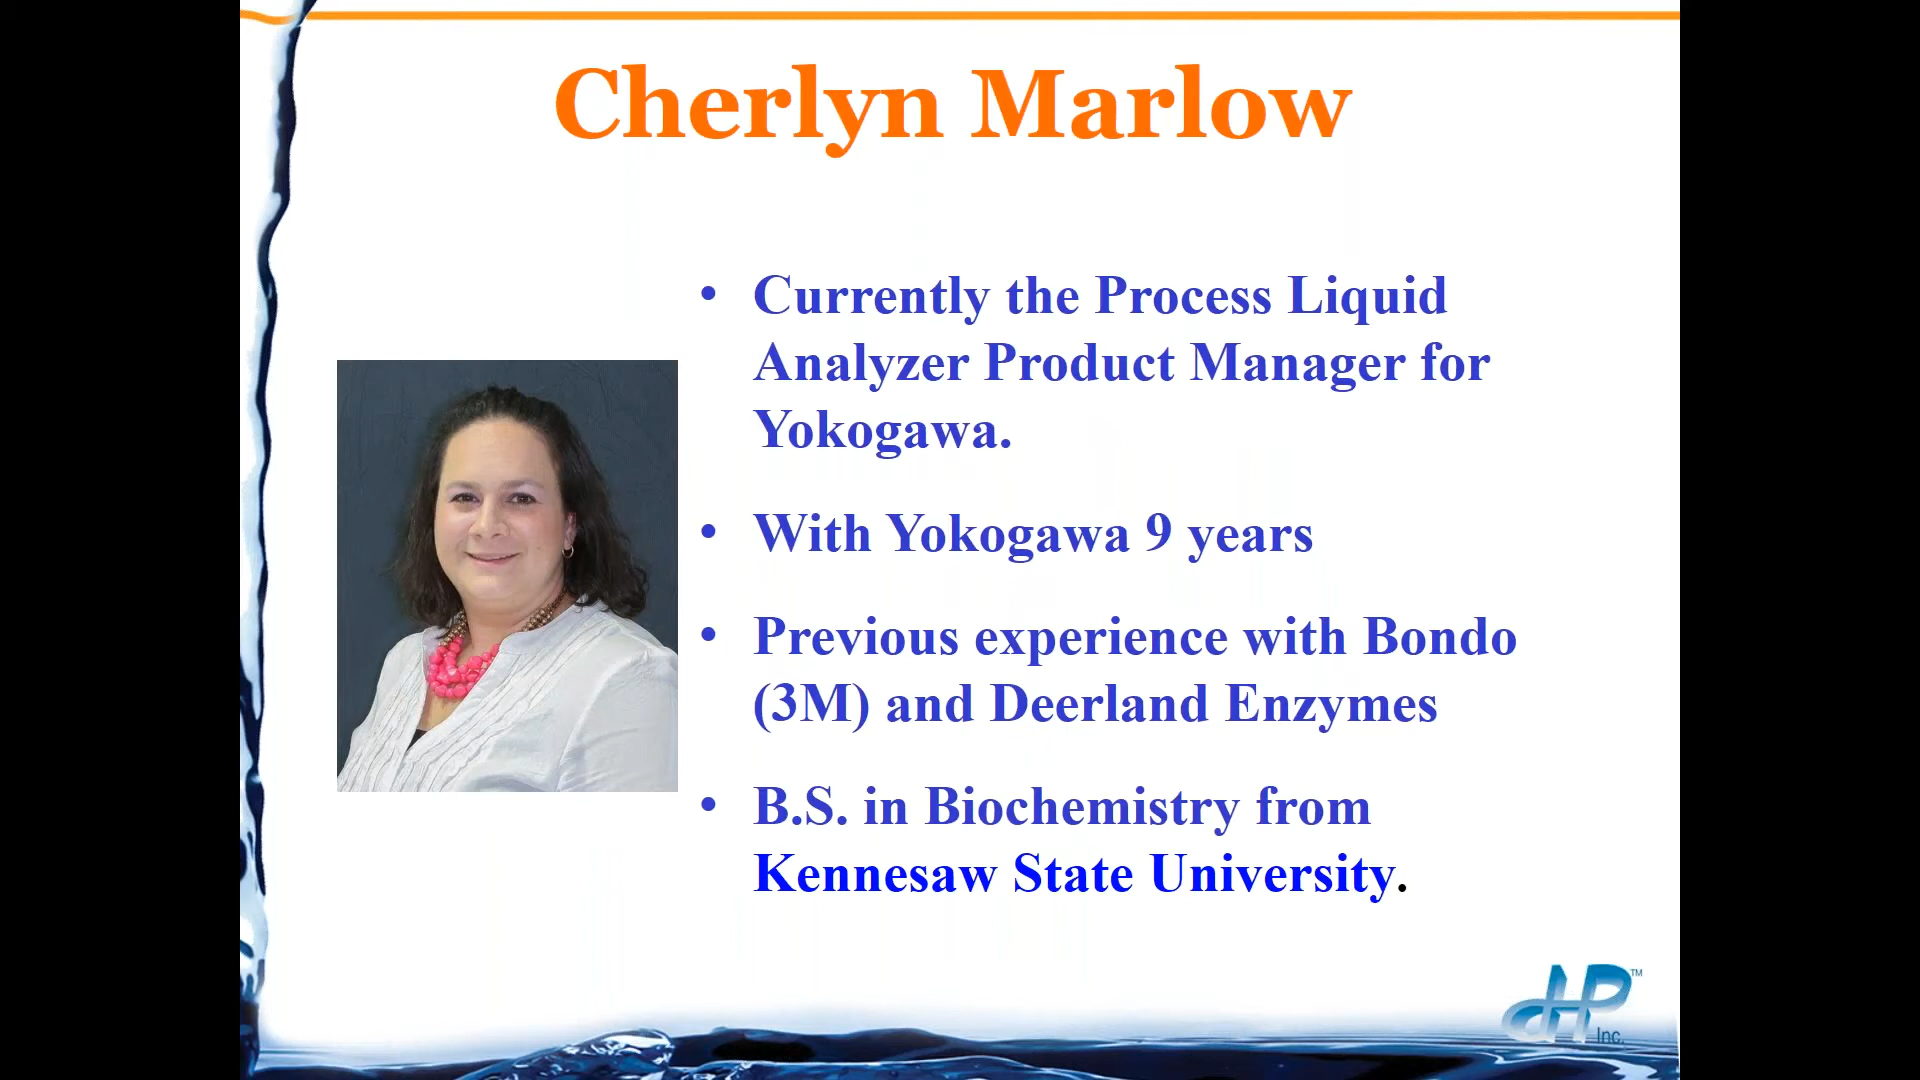 Cherlyn Marlow
• Currently the Process Liquid
Analyzer Product Manager for
Yokogawa.
• With Yokogawa 9 years
• Previous experience with Bondo
(3M) and Deerland Enzymes
• B.S. in Biochemistry from
Kennesaw State University.
HP™
Inc.